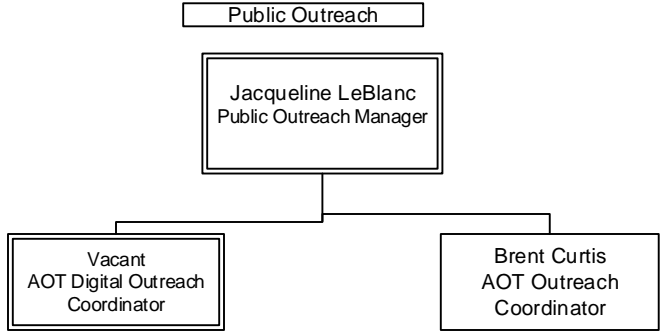 Public Outreach
Jacqueline LeBlanc
Public Outreach Manager
Vacant
AOT Digital Outreach
Coordinator
Brent Curtis
AOT Outreach
Coordinator